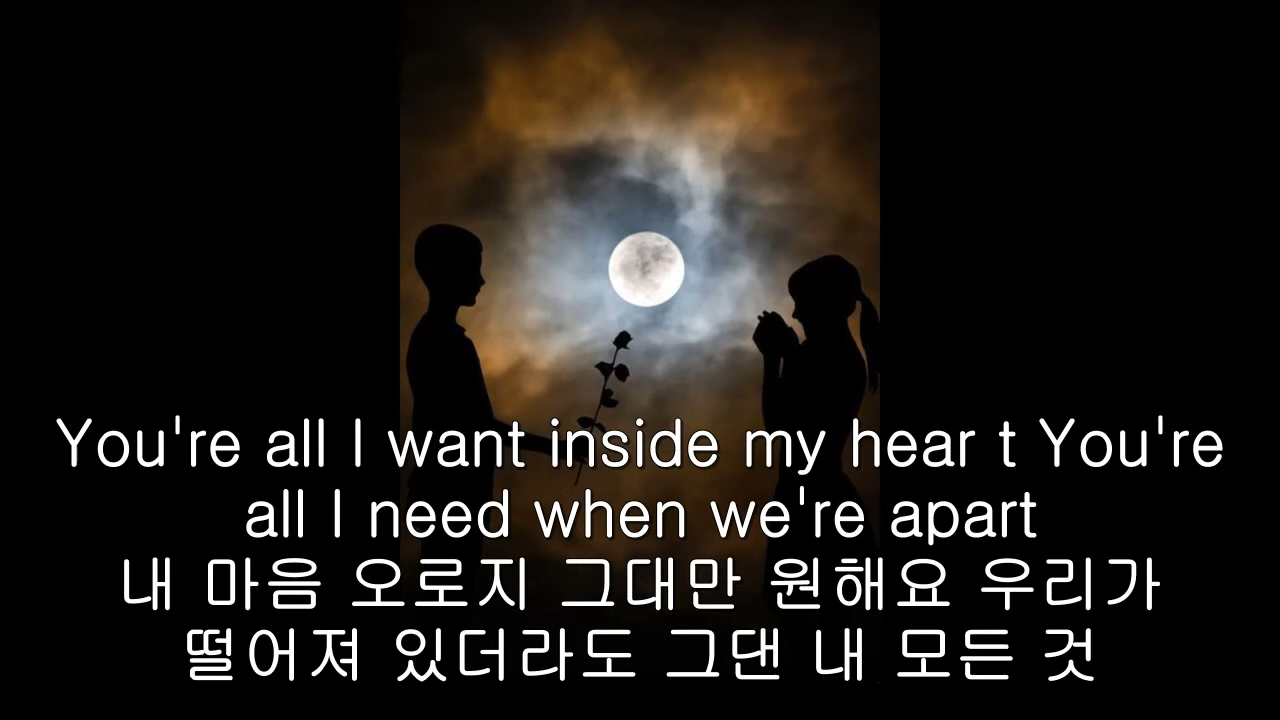 You're all I want inside my hear t You're
all I need when we're apart
내 마음 오로지 그대만 원해요 우리가
떨어져 있더라도 그댄 내 모든 것